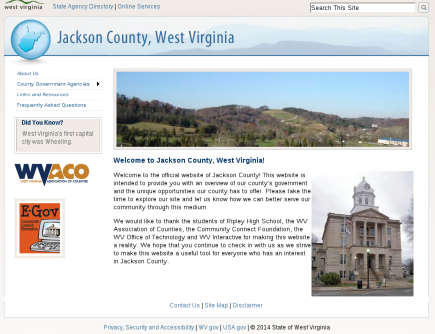 west virginia
State Agency Directory | Online Services
Search This Site
Jackson County, West Virginia
About Us
County Government Agencies
Links and Resources
Frequently Asked Questions
Did You Know?
West Virginia's first capital
city was Wheeling.
WVACO
WEST VIRGINIA ASSOCIATION OF COUNTIES
E-Gov
Welcome to Jackson County, West Virginia!
Welcome to the official website of Jackson County! This website is
intended to provide you with an overview of our county's government
and the unique opportunities our county has to offer. Please take the
time to explore our site and let us know how we can better serve our
community through this medium.
We would like to thank the students of Ripley High School, the WV
Association of Counties, the Community Connect Foundation, the
WV Office of Technology and WV Interactive for making this website
a reality. We hope that you continue to check in with us as we strive
to make this website a useful tool for everyone who has an interest
in Jackson County.
Contact Us | Site Map | Disclaimer
Privacy, Security and Accessibility | WV.gov | USA.gov | © 2014 State of West Virginia